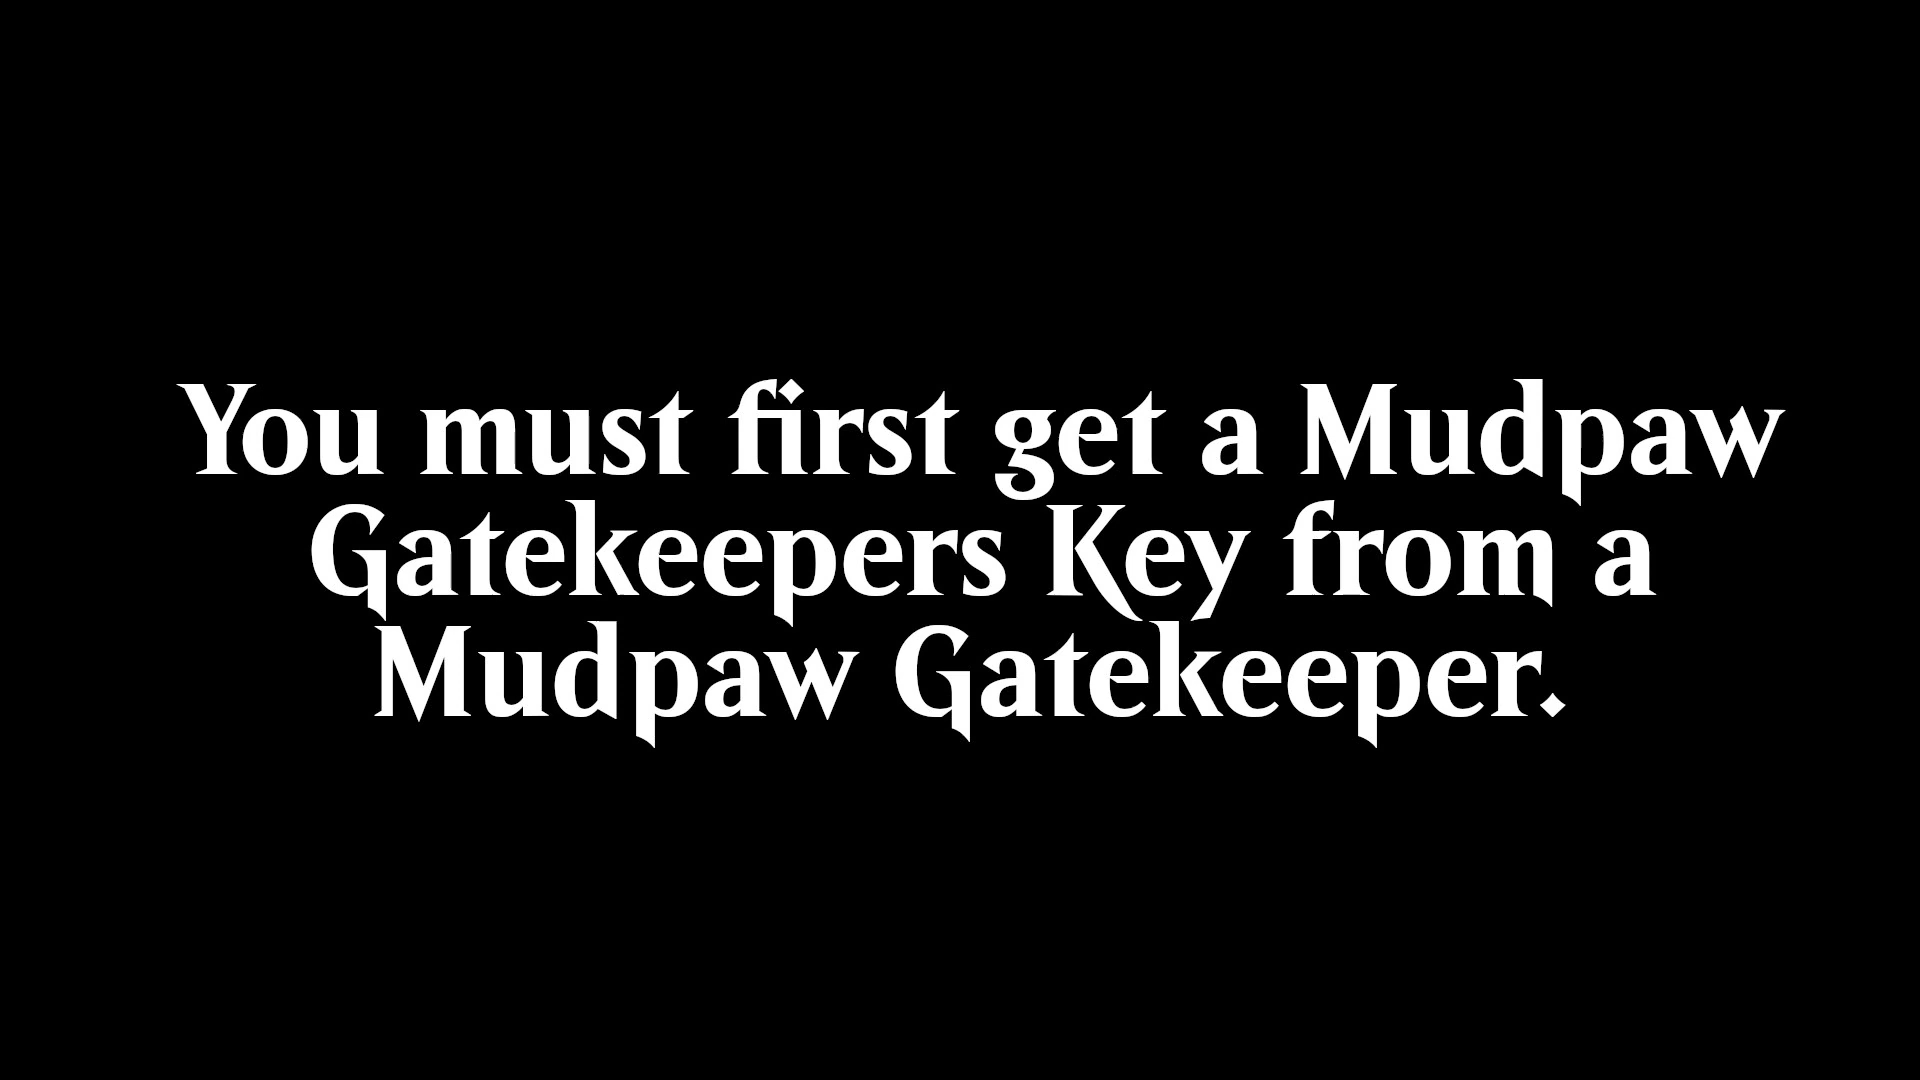 You must first get a Mudpaw
Gatekeepers Key from a
Mudpaw Gatekeeper.